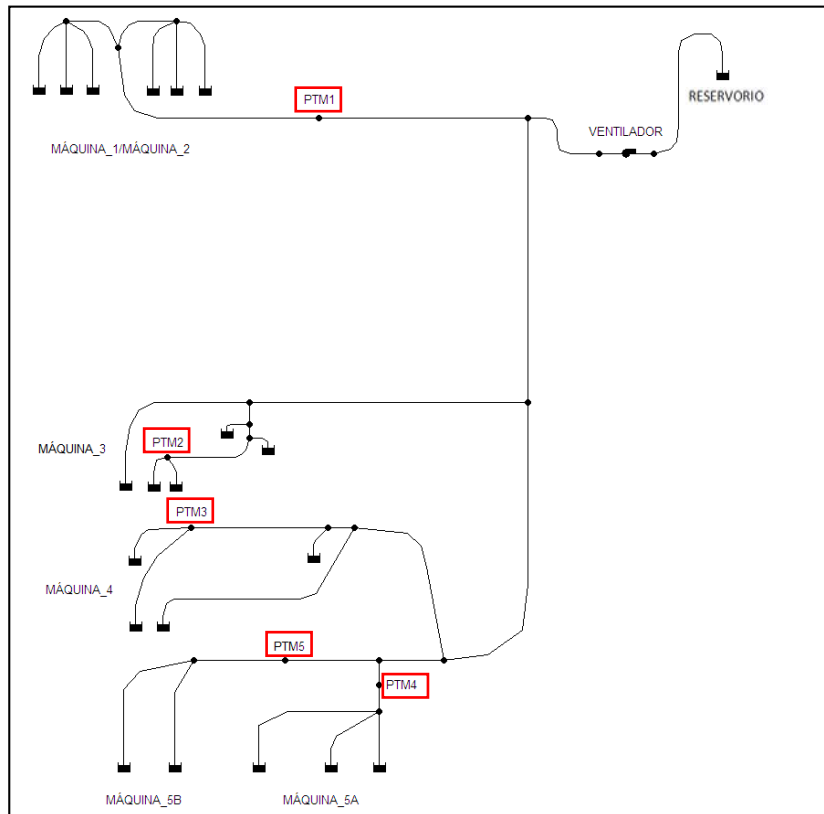 PTM1
RESERVORIO
VENTILADOR
MÁQUINA_1/MÁQUINA_2
PTM2
MÁQUINA_3
PTM3
MÁQUINA_4
PTM5
PTM4
MÁQUINA_5B
MÁQUINA_5A